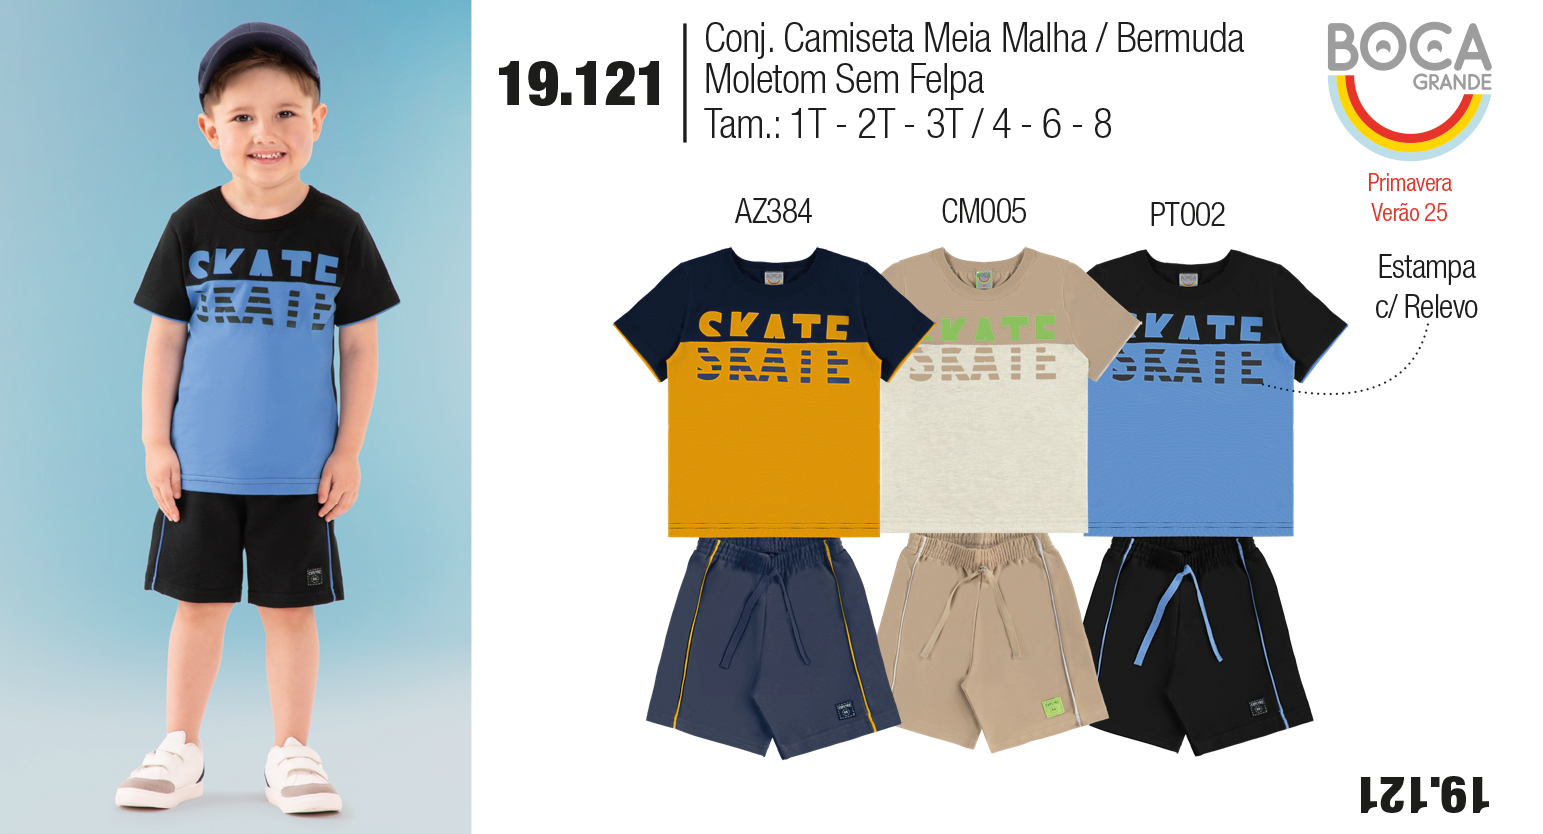 19.121
Conj. Camiseta Meia Malha / Bermuda
Moletom Sem Felpa
Tam.: 1T - 2T - 3T / 4 - 6 - 8
BOCA
GRANDE
Primavera
Verão 25
AZ384
CM005
PT002
Estampa
c/ Relevo
SKATE
SKATE
BOCA
SKATE
SKATE
SKATE
SKATE
SKATE
SKATE
19.121